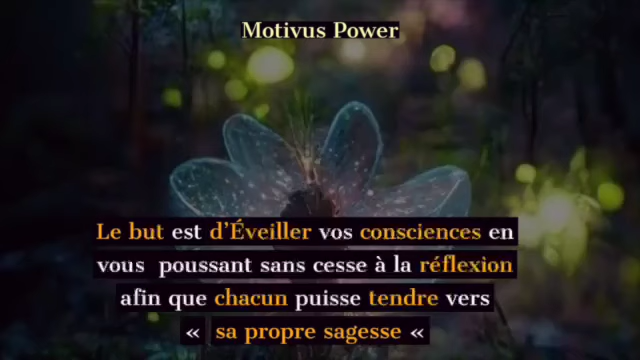 Motivus Power
Le but est d’Éveiller vos consciences en
vous poussant sans cesse à la réflexion
afin que chacun puisse tendre vers
« sa propre sagesse «